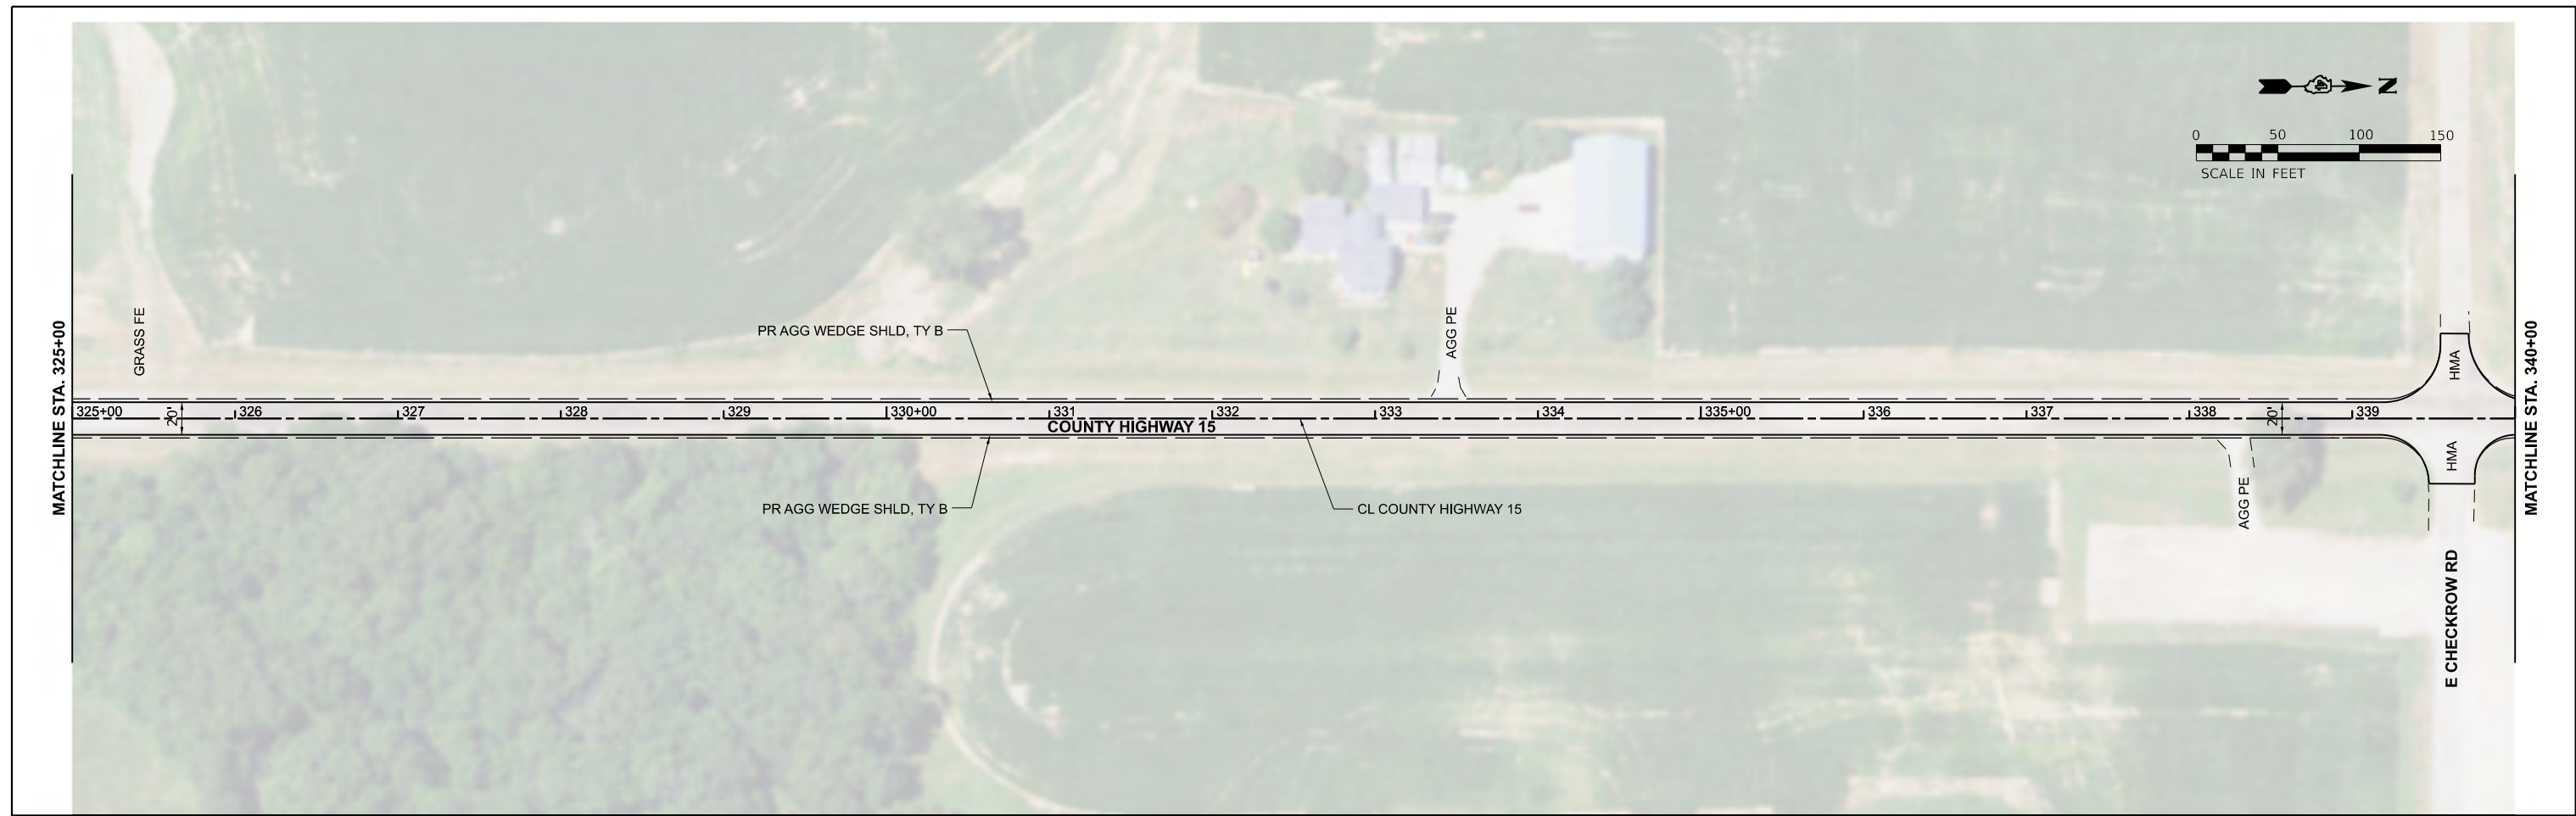 N
0 50 100 150
SCALE IN FEET
MATCHLINE STA. 325+00
GRASS FE
PR AGG WEDGE SHLD, TY B
AGG PE
HMA
MATCHLINE STA. 340+00
325+00 326 327 328 329 330+00 331 332 333 334 335+00 336 337 338 339
20'
20'
COUNTY HIGHWAY 15
HMA
PR AGG WEDGE SHLD, TY B
CL COUNTY HIGHWAY 15
AGG PE
E CHECKROW RD